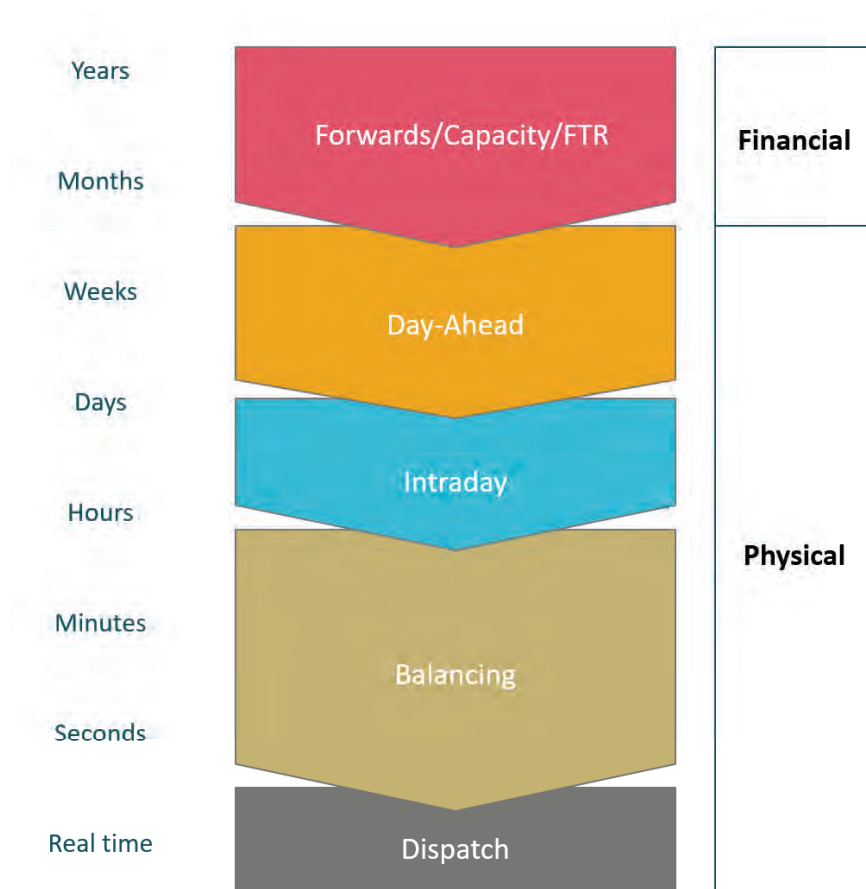 Years
Forwards/Capacity/FTR
Financial
Months
Weeks
Day-Ahead
Days
Intraday
Hours
Physical
Minutes
Balancing
Seconds
Real time
Dispatch